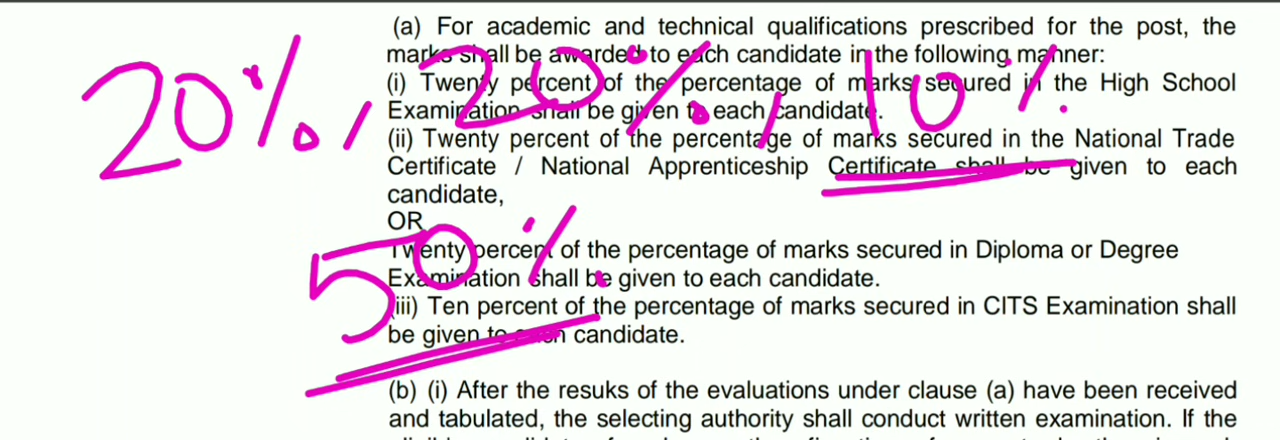 (a) For academic and technical qualifications prescribed for the post, the
marks shall be awarded to each candidate in the following manner:
20%, 20%, 10%.
(i) Twenty percent of the percentage of marks secured in the High School
Examination shall be given to each candidate.
(ii) Twenty percent of the percentage of marks secured in the National Trade
Certificate / National Apprenticeship Certificate shall be given to each
candidate,
OR
50%
Twenty percent of the percentage of marks secured in Diploma or Degree
Examination shall be given to each candidate.
(iii) Ten percent of the percentage of marks secured in CITS Examination shall
be given to each candidate.
(b) (i) After the resuks of the evaluations under clause (a) have been received
and tabulated, the selecting authority shall conduct written examination. If the